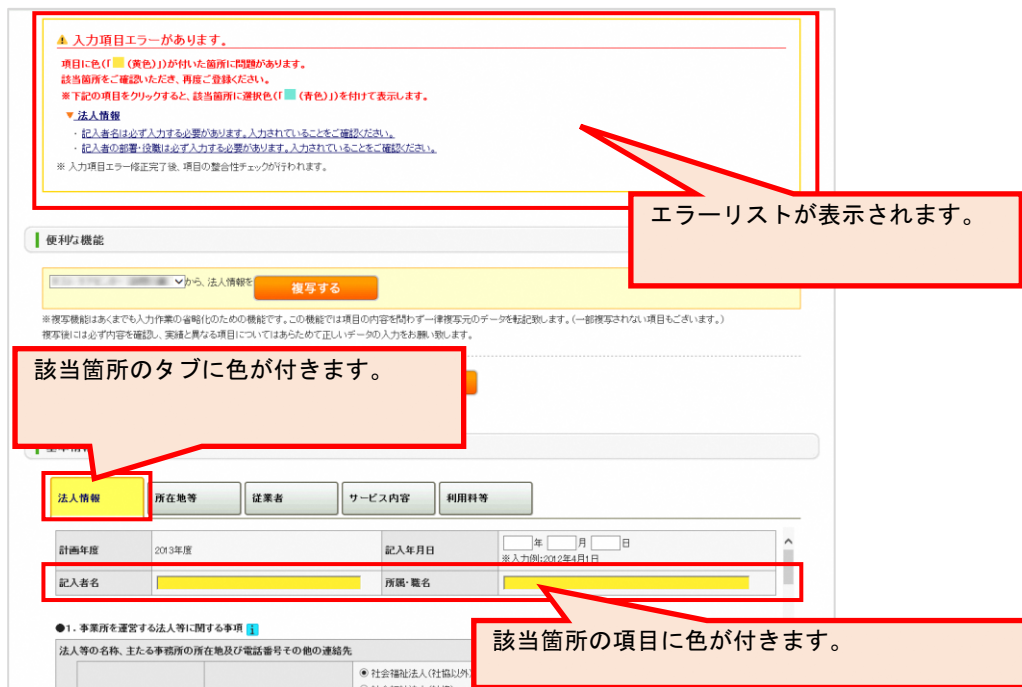 入力項目エラーがあります。
項目に色(「 (黄色)」)が付いた箇所に問題があります。
該当箇所をご確認いただき、再度ご登録ください。
※下記の項目をクリックすると、該当箇所に選択色(「 (青色)」)を付けて表示します。
▼法人情報
・記入者名は必ず入力する必要があります。入力されていることをご確認ください。
・記入者の部署・役職は必ず入力する必要があります。入力されていることをご確認ください。
※ 入力項目エラー修正完了後、項目の整合性チェックが行われます。
エラーリストが表示されます。
便利な機能
から、法人情報を 複写する
※複写機能はあくまでも入力作業の省略化のための機能です。この機能では項目の内容を問わず一律複写元のデータを転記致します。(一部複写されない項目もございます。)
複写後には必ず内容を確認し、実績と異なる項目についてはあらためて正しいデータの入力をお願い致します。
該当箇所のタブに色が付きます。
法人情報 所在地等 従業者 サービス内容 利用料等
計画年度 2013年度 記入年月日 年 月 日
※入力例:2012年4月1日
記入者名 所属・職名
●1．事業所を運営する法人等に関する事項 i
該当箇所の項目に色が付きます。
法人等の名称、主たる事務所の所在地及び電話番号その他の連絡先
社会福祉法人(社協以外)